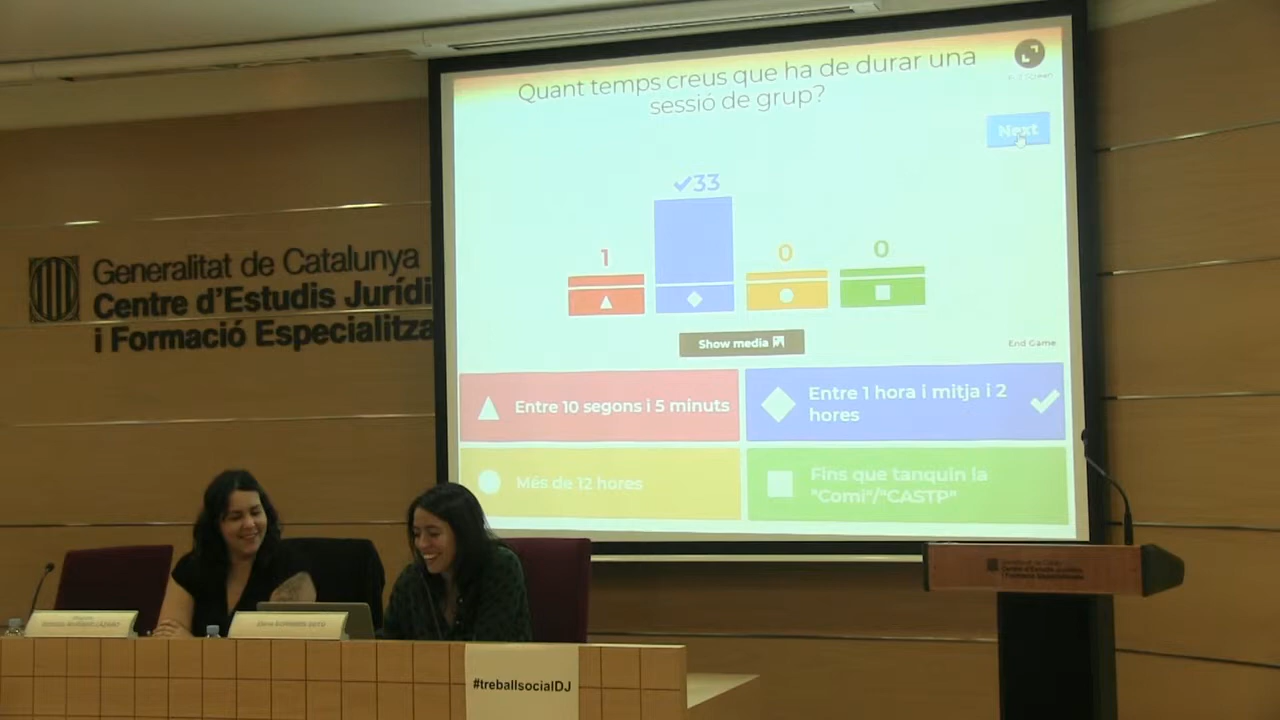 Quant temps creus que ha de durar una
sessió de grup?
Next
✔33
1
0
0
Show media
End Game
Entre 10 segons i 5 minuts
Entre 1 hora i mitja i 2
hores
Més de 12 hores
Fins que tanquin la
"Comi"/"CASTP"
Generalitat de Catalunya
Centre d'Estudis Jurídi
i Formació Especialitza
#treballsocialDJ